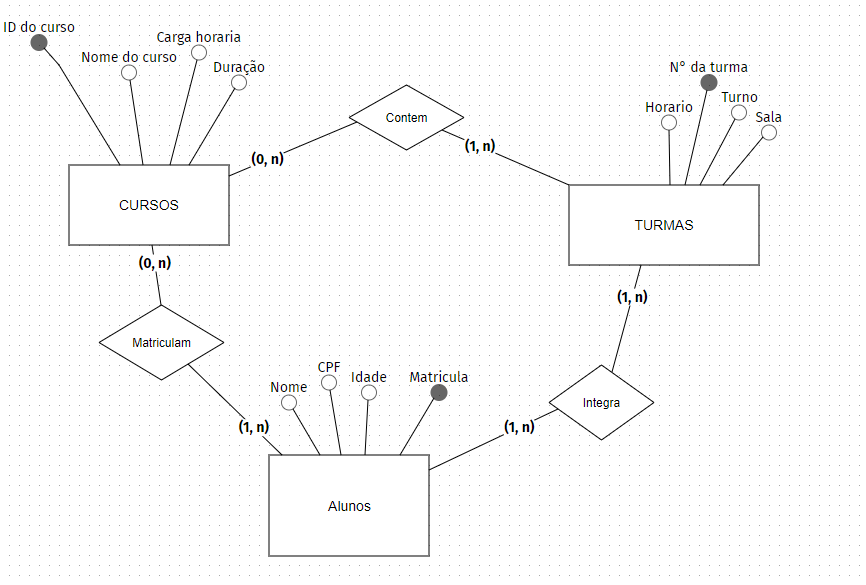 ID do curso
Nome do curso
Carga horaria
Duração
CURSOS
(0, n)
Contem
(1, n)
Horario
N° da turma
Turno
Sala
TURMAS
(0, n)
Matriculam
(1, n)
Nome
CPF
Idade
Matricula
Alunos
(1, n)
Integra
(1, n)